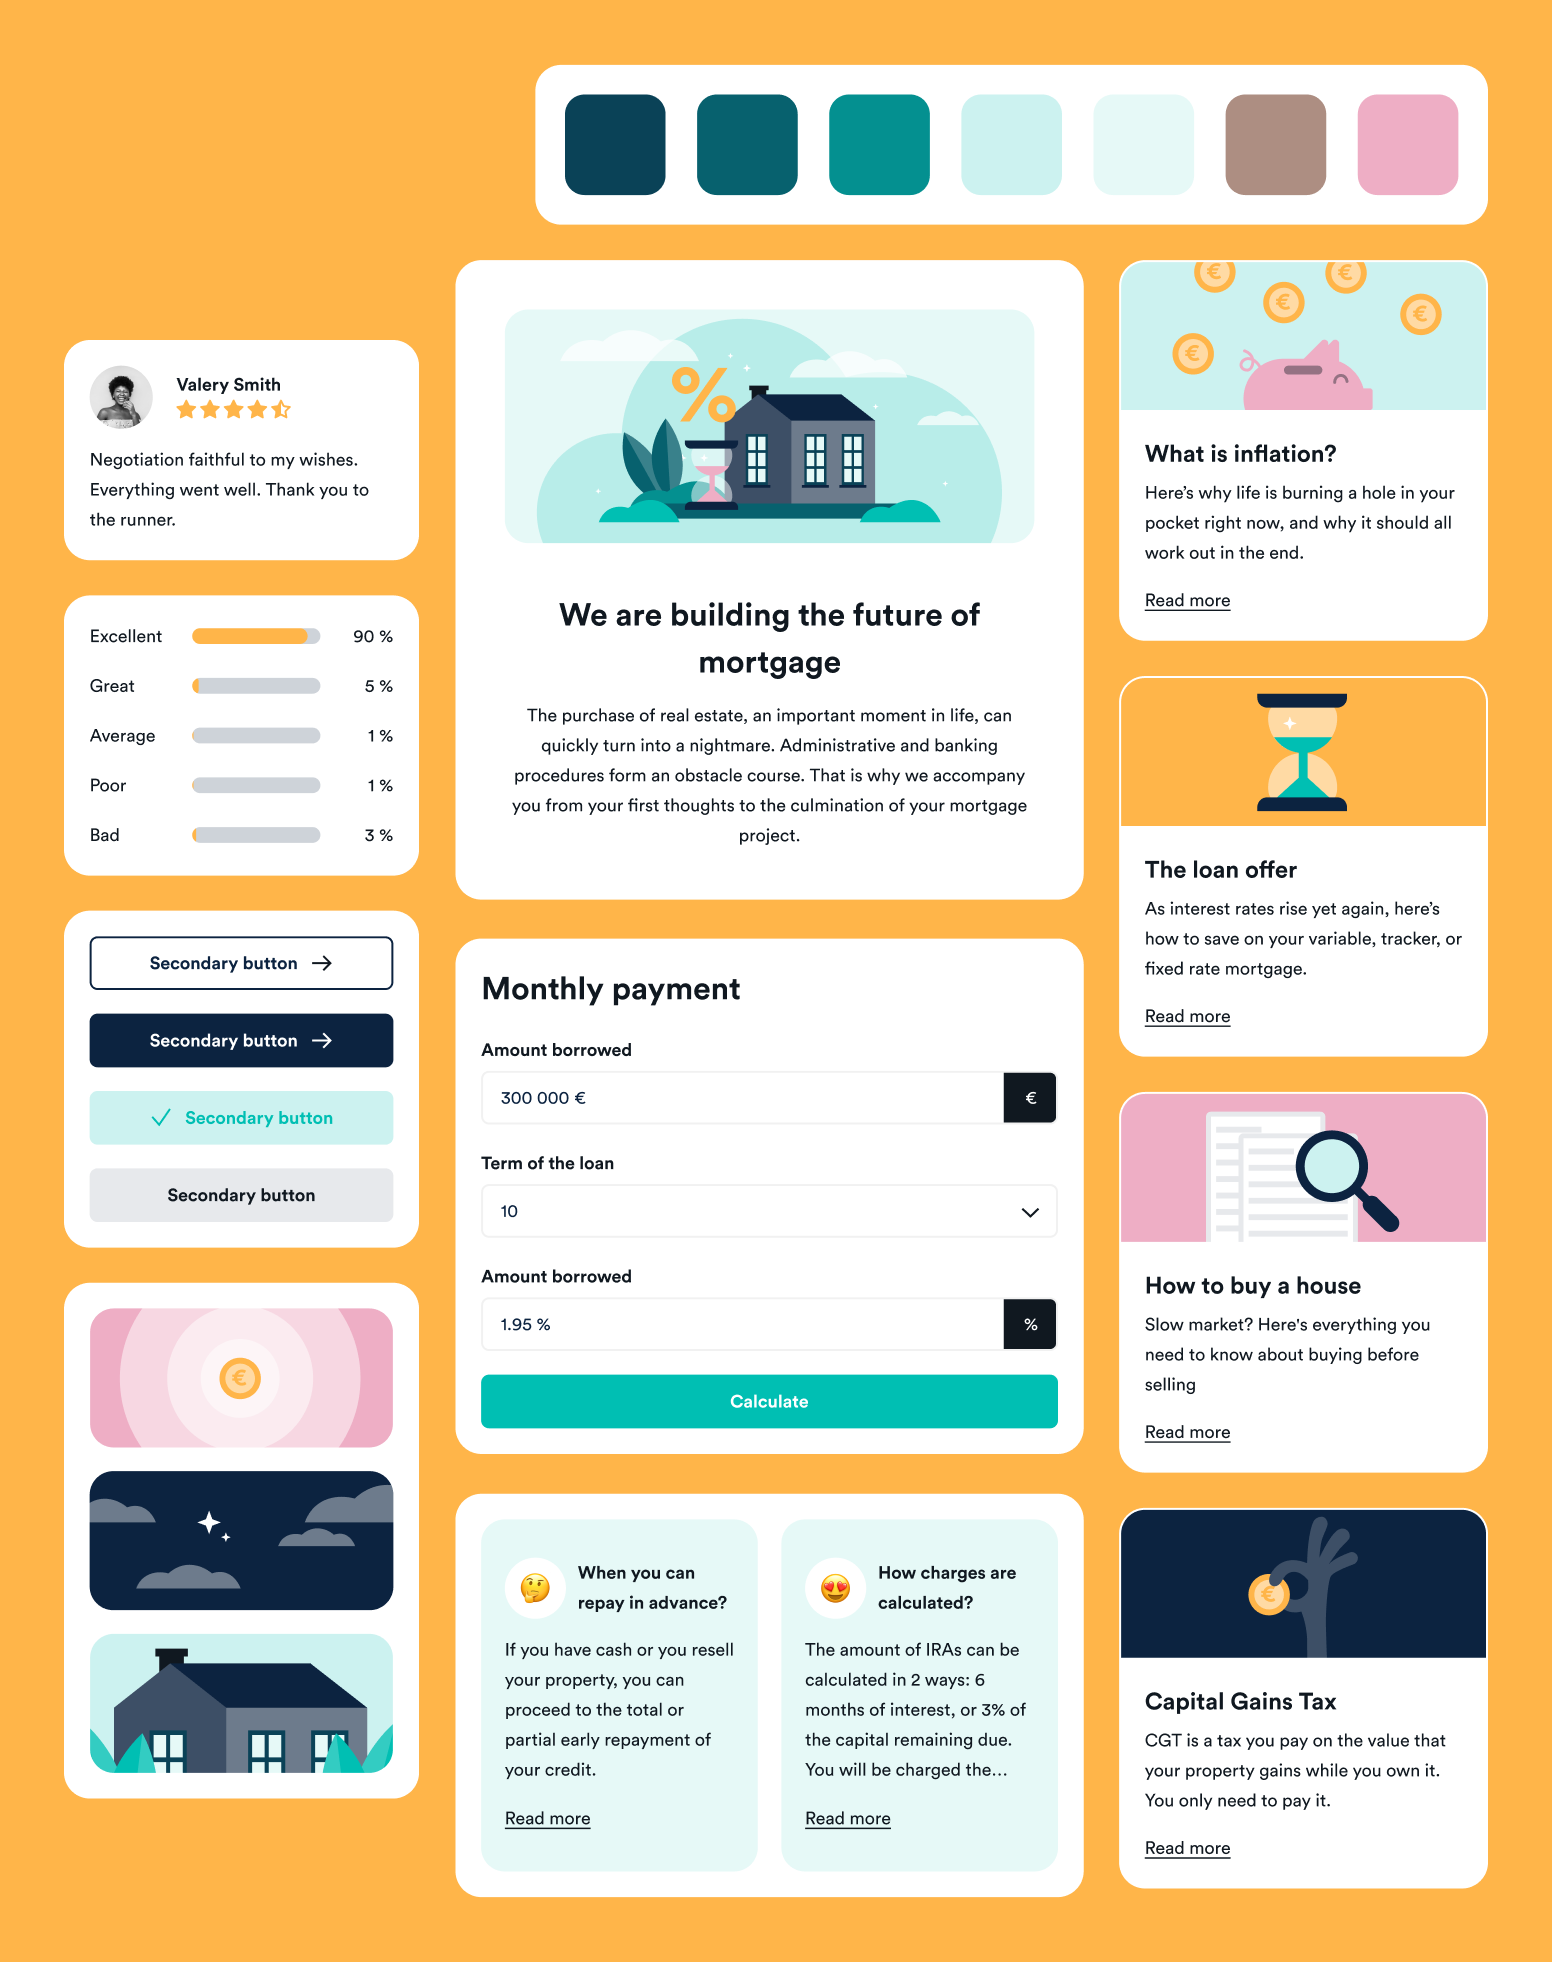 Valery Smith
Negotiation faithful to my wishes.
Everything went well. Thank you to
the runner.
Excellent 90 %
Great 5 %
Average 1 %
Poor 1 %
Bad 3 %
Secondary button
Secondary button
Secondary button
Secondary button
€
%
We are building the future of
mortgage
The purchase of real estate, an important moment in life, can
quickly turn into a nightmare. Administrative and banking
procedures form an obstacle course. That is why we accompany
you from your first thoughts to the culmination of your mortgage
project.
Monthly payment
Amount borrowed
300 000 € €
Term of the loan
10
Amount borrowed
1.95 % %
Calculate
When you can
repay in advance?
If you have cash or you resell
your property, you can
proceed to the total or
partial early repayment of
your credit.
Read more
How charges are
calculated?
The amount of IRAs can be
calculated in 2 ways: 6
months of interest, or 3% of
the capital remaining due.
You will be charged the...
Read more
€ € € € €
What is inflation?
Here’s why life is burning a hole in your
pocket right now, and why it should all
work out in the end.
Read more
The loan offer
As interest rates rise yet again, here’s
how to save on your variable, tracker, or
fixed rate mortgage.
Read more
How to buy a house
Slow market? Here's everything you
need to know about buying before
selling
Read more
€
Capital Gains Tax
CGT is a tax you pay on the value that
your property gains while you own it.
You only need to pay it.
Read more